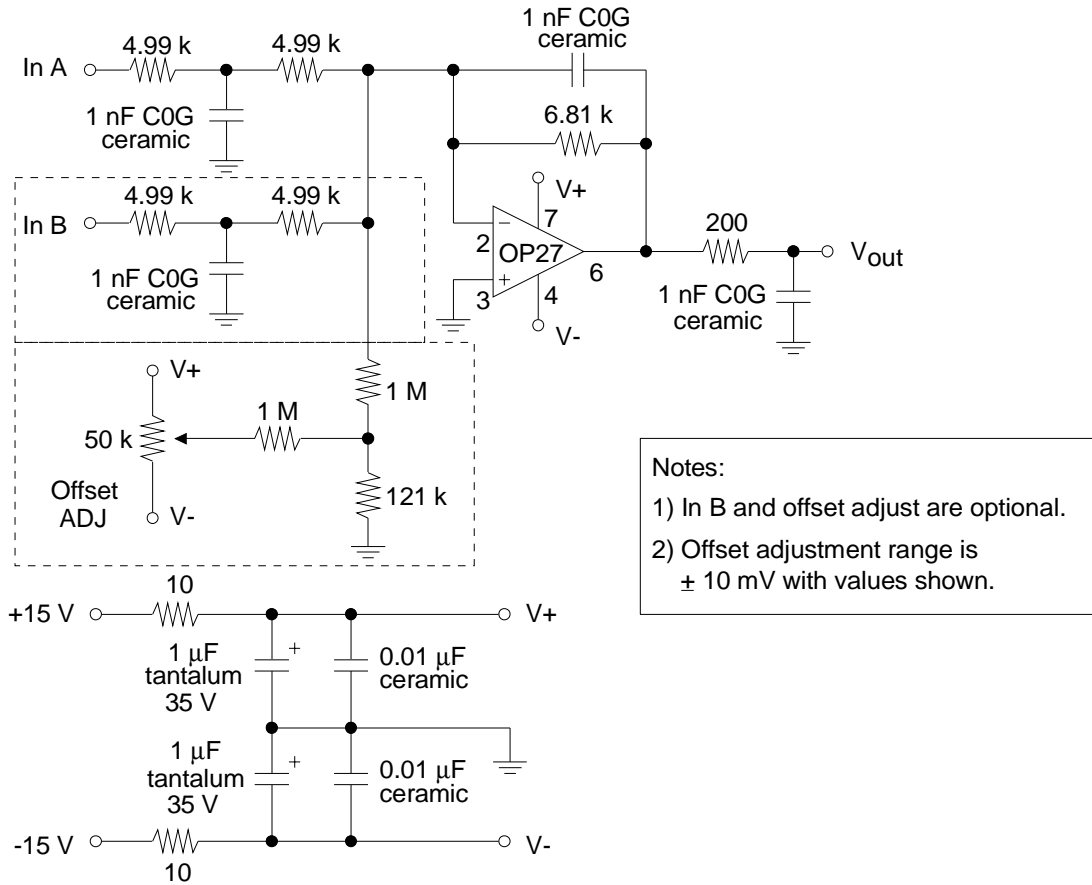 1 nF C0G
ceramic
4.99 k
4.99 k
In A
1 nF C0G
ceramic
6.81 k
4.99 k
4.99 k
In B
1 nF C0G
ceramic
V+
7
−
2
OP27
6
+
3
4
V-
200
Vout
1 nF C0G
ceramic
V+
1 M
1 M
50 k
Offset
ADJ
121 k
V-
Notes:
1) In B and offset adjust are optional.
2) Offset adjustment range is
± 10 mV with values shown.
10
+15 V
V+
1 μF
tantalum
35 V
+
0.01 μF
ceramic
1 μF
tantalum
35 V
+
0.01 μF
ceramic
-15 V
V-
10